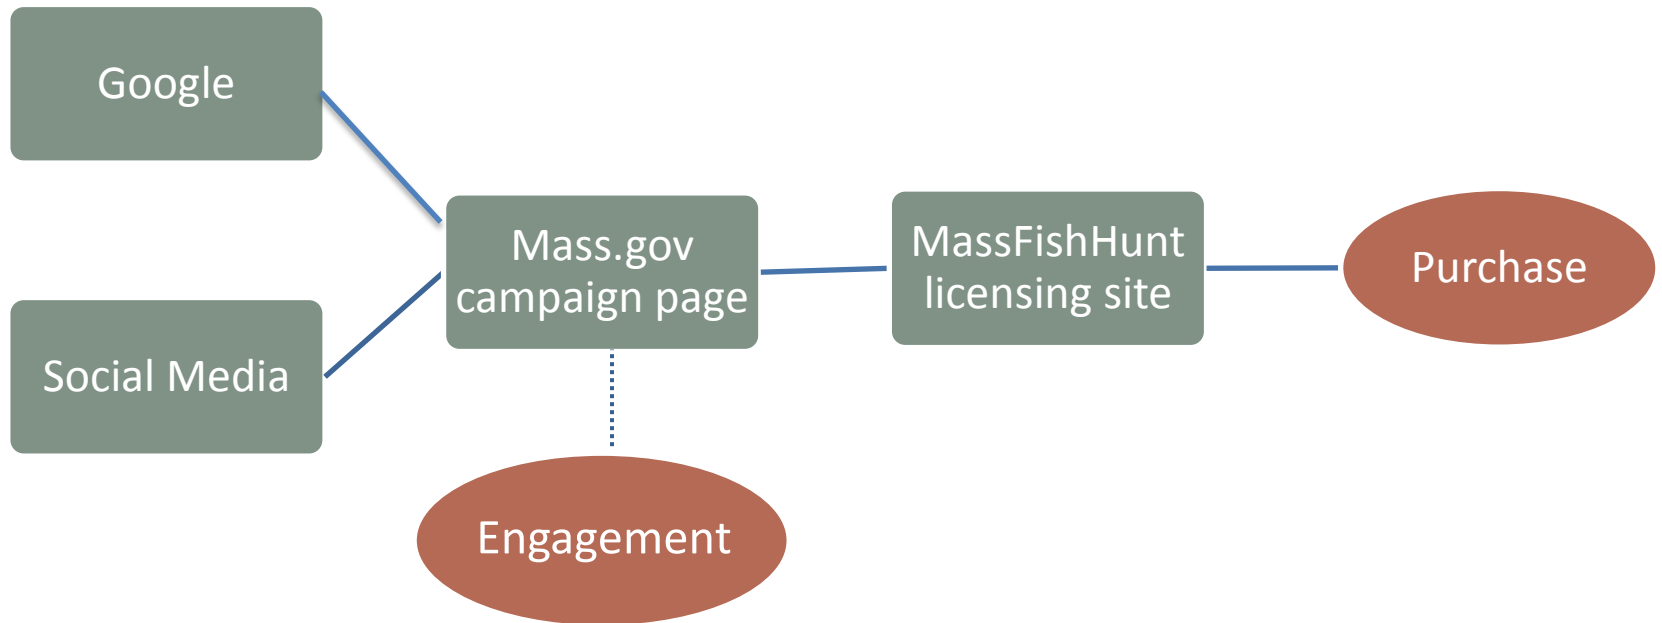 Google
Social Media
Mass.gov
campaign page
MassFishHunt
licensing site
Purchase
Engagement